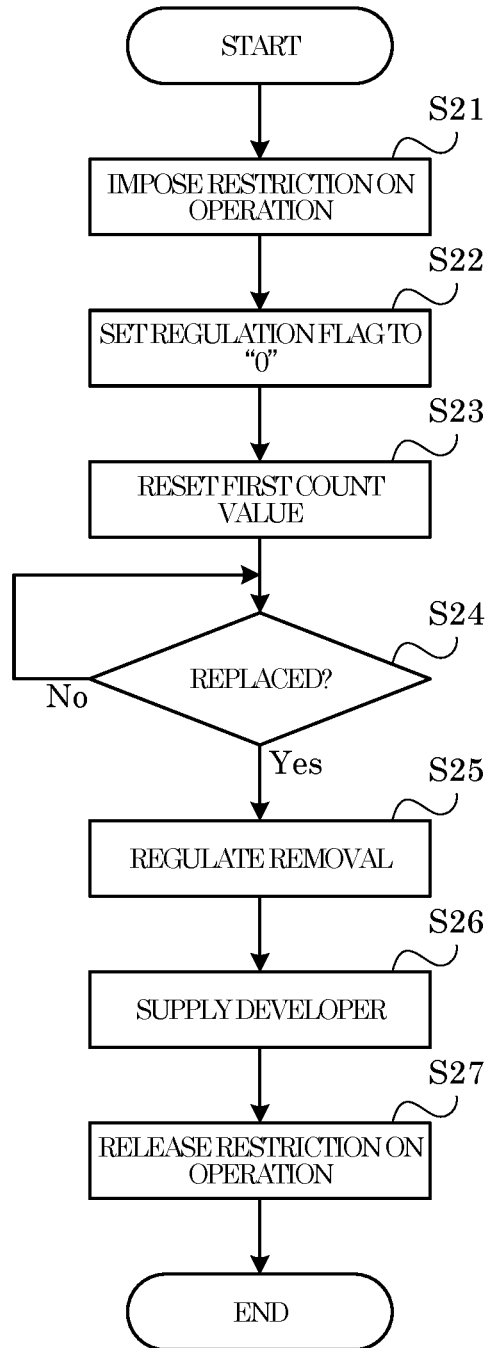 START
S21
IMPOSE RESTRICTION ON
OPERATION
S22
SET REGULATION FLAG TO
“0”
S23
RESET FIRST COUNT
VALUE
S24
REPLACED?
No
Yes
S25
REGULATE REMOVAL
S26
SUPPLY DEVELOPER
S27
RELEASE RESTRICTION ON
OPERATION
END